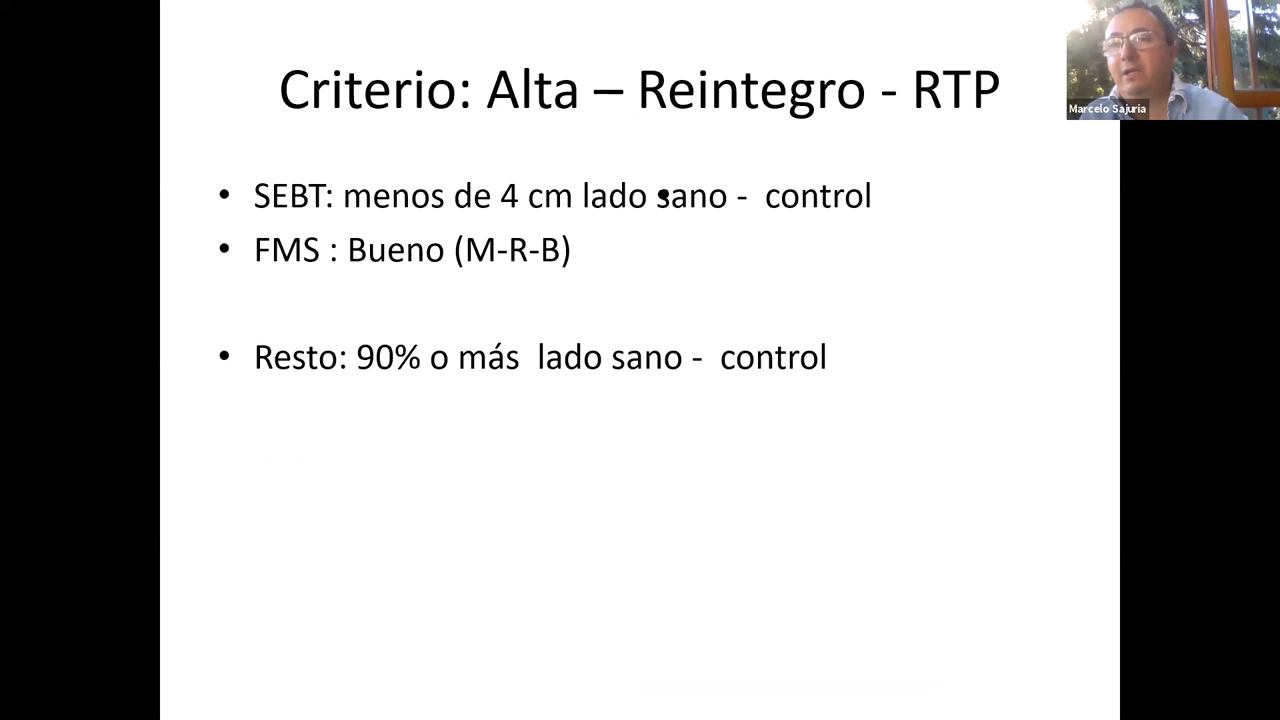 Criterio: Alta – Reintegro - RTP
Marcelo Sajuria
• SEBT: menos de 4 cm lado sano - control
• FMS : Bueno (M-R-B)
• Resto: 90% o más lado sano - control